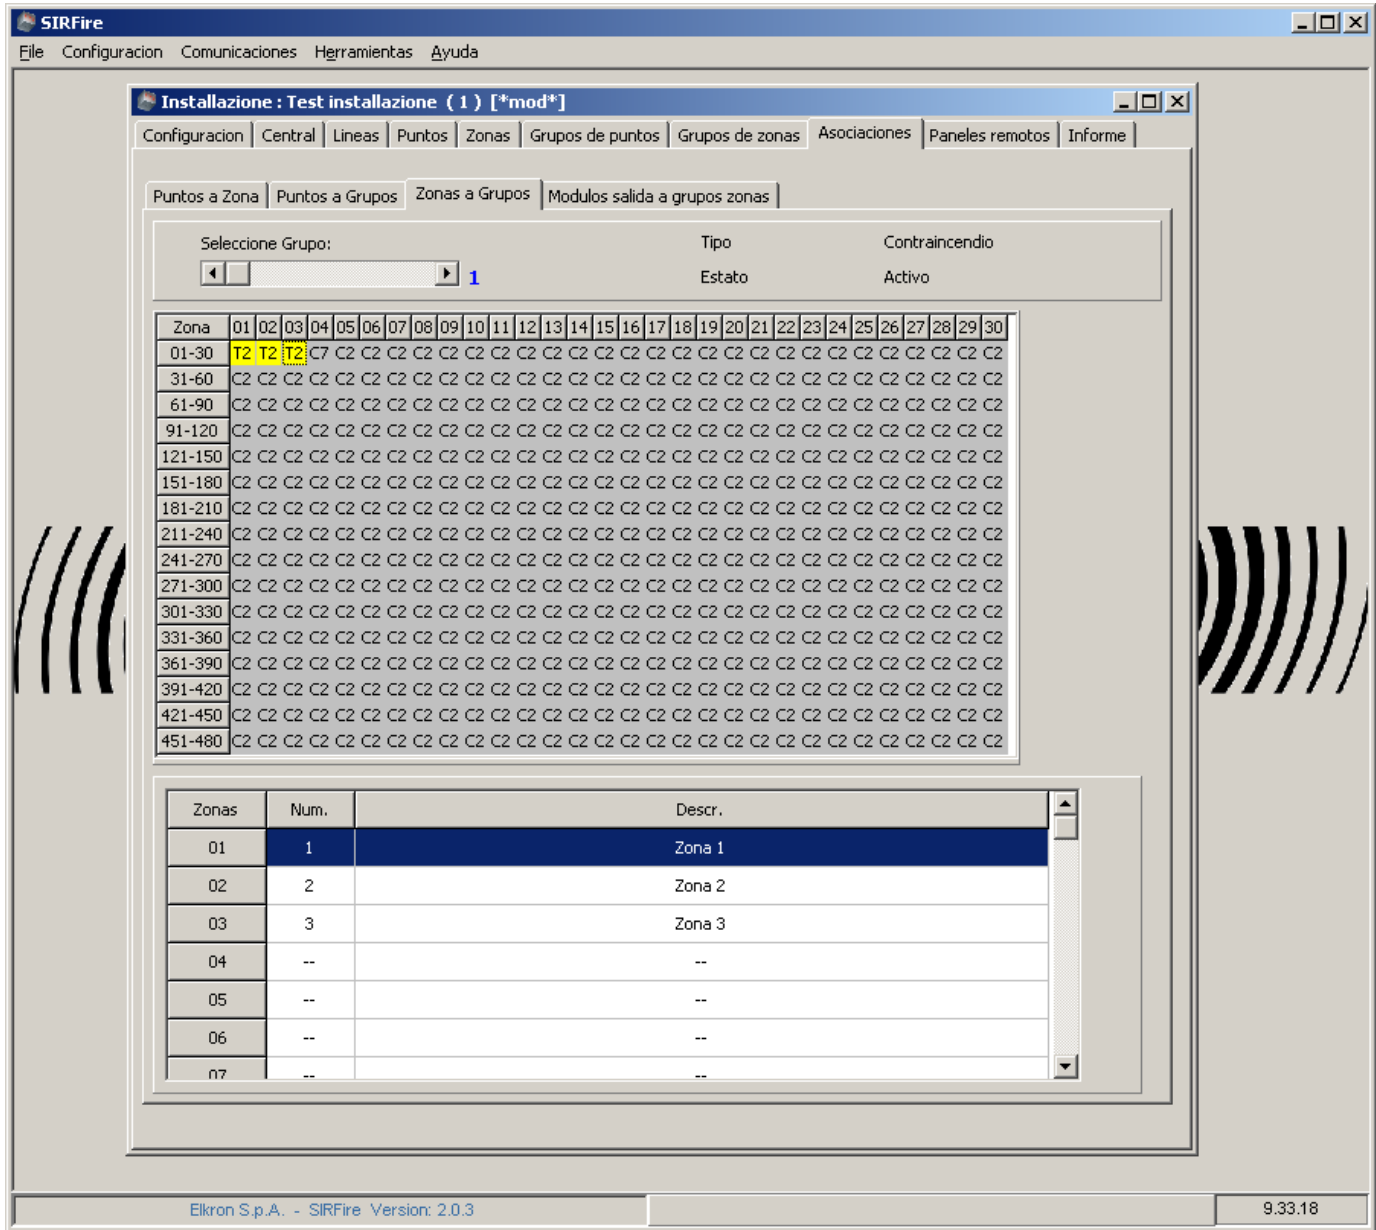 SIRFire
File Configuracion Comunicaciones Herramientas Ayuda
Installazione : Test installazione ( 1 ) [*mod*]
Configuracion Central Lineas Puntos Zonas Grupos de puntos Grupos de zonas Asociaciones Paneles remotos Informe
Puntos a Zona Puntos a Grupos Zonas a Grupos Modulos salida a grupos zonas
Seleccione Grupo: Tipo Contraincendio
1 Estato Activo
Zona 01 02 03 04 05 06 07 08 09 10 11 12 13 14 15 16 17 18 19 20 21 22 23 24 25 26 27 28 29 30
01-30 T2 T2 T2 C7 C2 C2 C2 C2 C2 C2 C2 C2 C2 C2 C2 C2 C2 C2 C2 C2 C2 C2 C2 C2 C2 C2 C2 C2 C2 C2
31-60 C2 C2 C2 C2 C2 C2 C2 C2 C2 C2 C2 C2 C2 C2 C2 C2 C2 C2 C2 C2 C2 C2 C2 C2 C2 C2 C2 C2 C2 C2
61-90 C2 C2 C2 C2 C2 C2 C2 C2 C2 C2 C2 C2 C2 C2 C2 C2 C2 C2 C2 C2 C2 C2 C2 C2 C2 C2 C2 C2 C2 C2
91-120 C2 C2 C2 C2 C2 C2 C2 C2 C2 C2 C2 C2 C2 C2 C2 C2 C2 C2 C2 C2 C2 C2 C2 C2 C2 C2 C2 C2 C2 C2
121-150 C2 C2 C2 C2 C2 C2 C2 C2 C2 C2 C2 C2 C2 C2 C2 C2 C2 C2 C2 C2 C2 C2 C2 C2 C2 C2 C2 C2 C2 C2
151-180 C2 C2 C2 C2 C2 C2 C2 C2 C2 C2 C2 C2 C2 C2 C2 C2 C2 C2 C2 C2 C2 C2 C2 C2 C2 C2 C2 C2 C2 C2
181-210 C2 C2 C2 C2 C2 C2 C2 C2 C2 C2 C2 C2 C2 C2 C2 C2 C2 C2 C2 C2 C2 C2 C2 C2 C2 C2 C2 C2 C2 C2
211-240 C2 C2 C2 C2 C2 C2 C2 C2 C2 C2 C2 C2 C2 C2 C2 C2 C2 C2 C2 C2 C2 C2 C2 C2 C2 C2 C2 C2 C2 C2
241-270 C2 C2 C2 C2 C2 C2 C2 C2 C2 C2 C2 C2 C2 C2 C2 C2 C2 C2 C2 C2 C2 C2 C2 C2 C2 C2 C2 C2 C2 C2
271-300 C2 C2 C2 C2 C2 C2 C2 C2 C2 C2 C2 C2 C2 C2 C2 C2 C2 C2 C2 C2 C2 C2 C2 C2 C2 C2 C2 C2 C2 C2
301-330 C2 C2 C2 C2 C2 C2 C2 C2 C2 C2 C2 C2 C2 C2 C2 C2 C2 C2 C2 C2 C2 C2 C2 C2 C2 C2 C2 C2 C2 C2
331-360 C2 C2 C2 C2 C2 C2 C2 C2 C2 C2 C2 C2 C2 C2 C2 C2 C2 C2 C2 C2 C2 C2 C2 C2 C2 C2 C2 C2 C2 C2
361-390 C2 C2 C2 C2 C2 C2 C2 C2 C2 C2 C2 C2 C2 C2 C2 C2 C2 C2 C2 C2 C2 C2 C2 C2 C2 C2 C2 C2 C2 C2
391-420 C2 C2 C2 C2 C2 C2 C2 C2 C2 C2 C2 C2 C2 C2 C2 C2 C2 C2 C2 C2 C2 C2 C2 C2 C2 C2 C2 C2 C2 C2
421-450 C2 C2 C2 C2 C2 C2 C2 C2 C2 C2 C2 C2 C2 C2 C2 C2 C2 C2 C2 C2 C2 C2 C2 C2 C2 C2 C2 C2 C2 C2
451-480 C2 C2 C2 C2 C2 C2 C2 C2 C2 C2 C2 C2 C2 C2 C2 C2 C2 C2 C2 C2 C2 C2 C2 C2 C2 C2 C2 C2 C2 C2
Zonas Num. Descr.
01 1 Zona 1
02 2 Zona 2
03 3 Zona 3
04 -- --
05 -- --
06 -- --
07 -- --
Elkron S.p.A. - SIRFire Version: 2.0.3 9.33.18